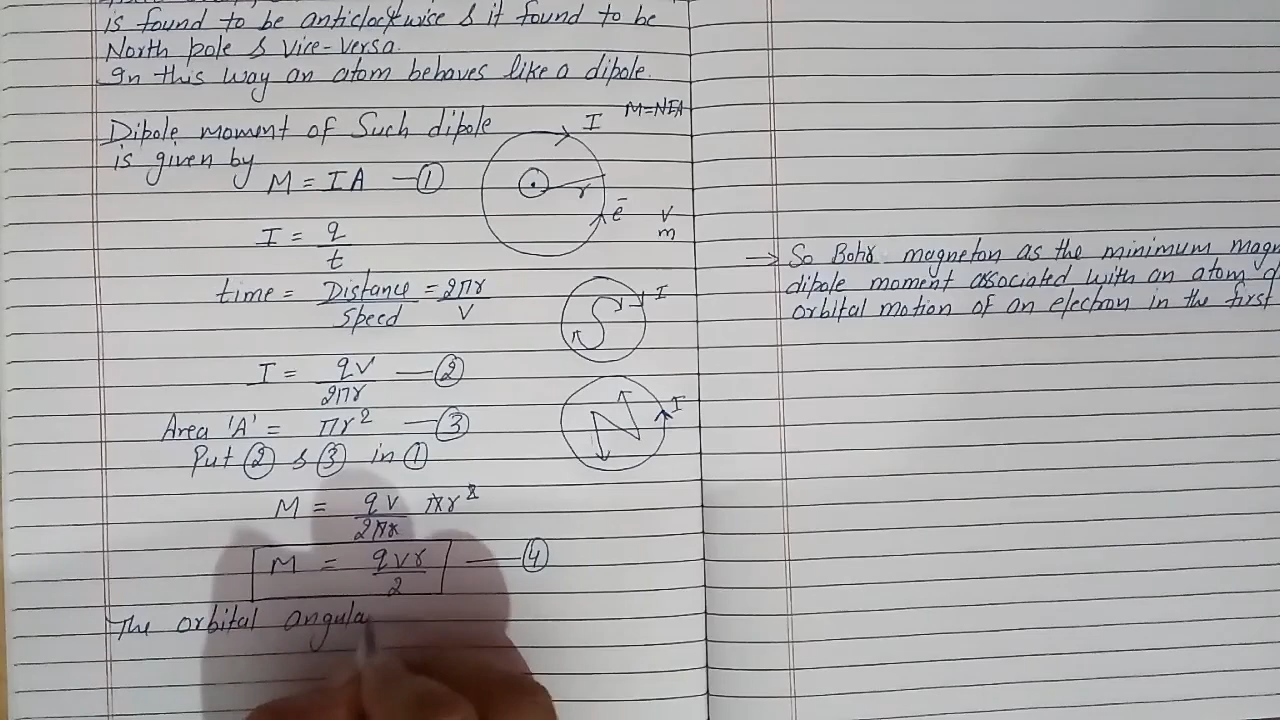 is found to be anticlockwise & it found to be
North pole & Vice-versa.
In this way an atom behaves like a dipole.
Dipole moment of Such dipole
is given by
M = IA — ①
I = q/t
time = Distance/Speed = 2πr/V
I = qv/2πr — ②
Area 'A' = πr² — ③
Put ② & ③ in ①
M = qv/2πr πr²
M = qvr/2 — ④
The orbital angula
M=NIA
I
r
ē
V
m
S
I
N
I
→ So Bohr magneton as the minimum magn
dipole moment associated with an atom d
orbital motion of an electron in the first